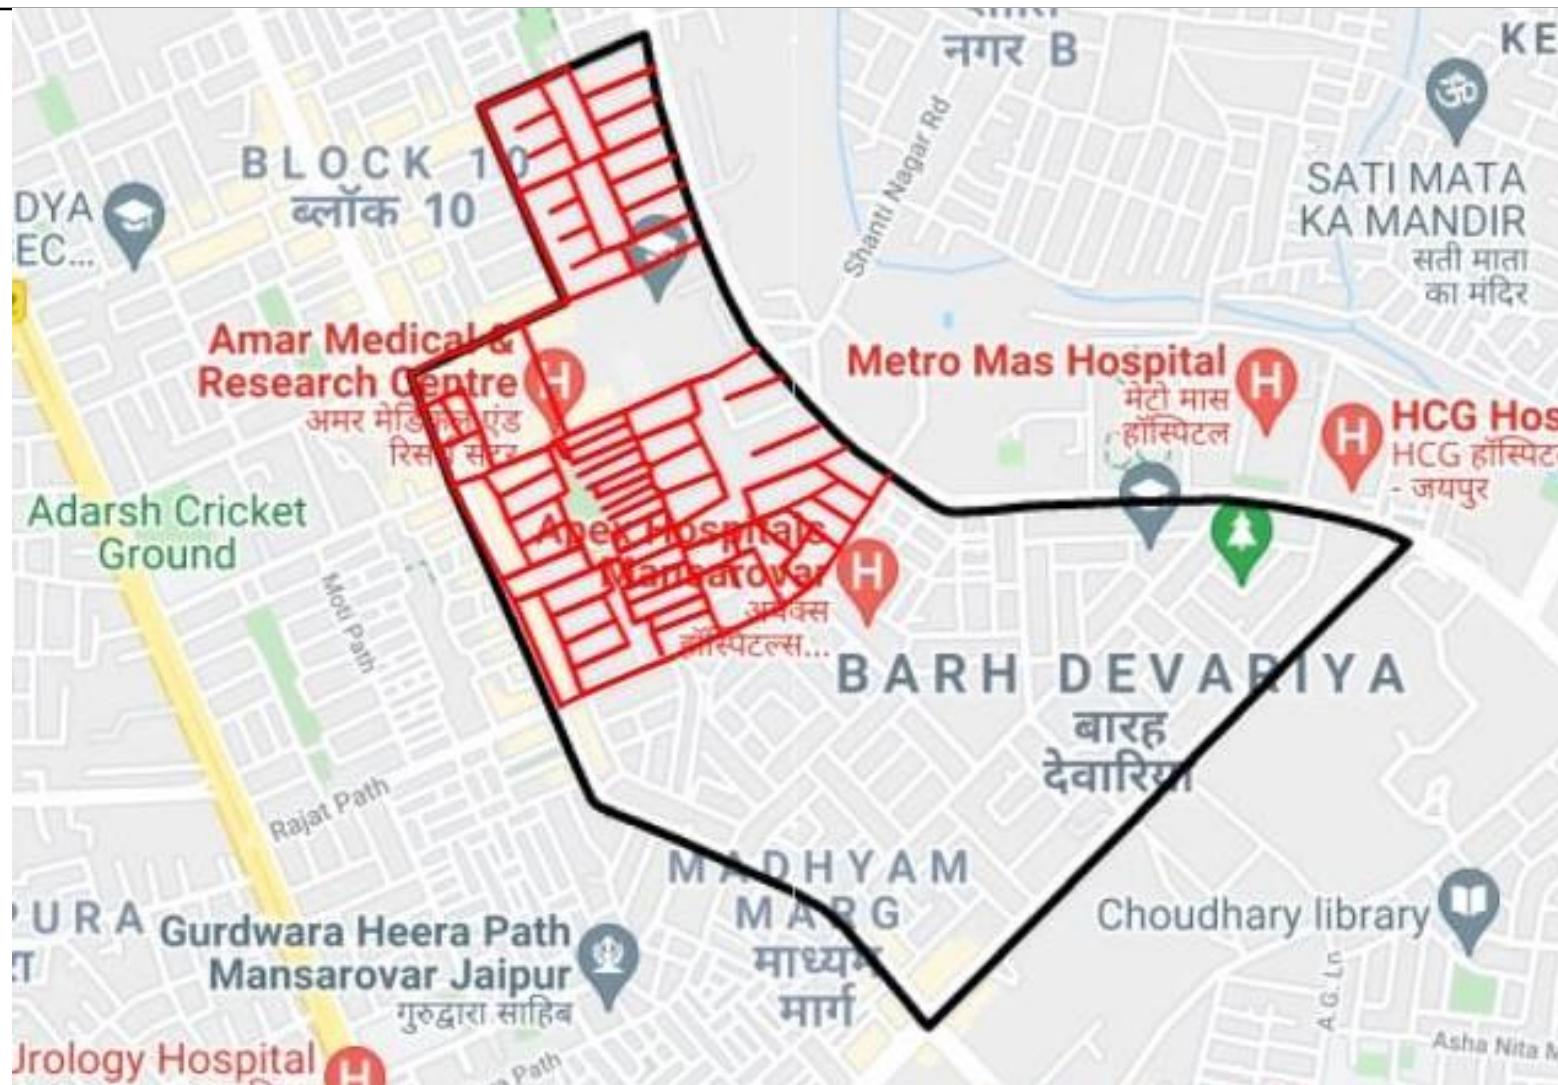 नगर B
KE
SATI MATA
KA MANDIR
सती माता
का मंदिर
BLOCK 10
ब्लॉक 10
DYA
EC...
Shanti Nagar Rd
Amar Medical &
Research Centre
अमर मेडिकल एंड
Metro Mas Hospital
मेटो मास
हॉस्पिटल
HCG Hos
HCG हॉस्पिट
- जयपुर
Adarsh Cricket
Ground
Apex Hospitals
Mansarovar
अपेक्स
हॉस्पिटल्स...
Moti Path
BARH DEVARIYA
बारह
देवारिया
Rajat Path
MADHYAM
MARG
माध्यम
मार्ग
PURA
Gurdwara Heera Path
Mansarovar Jaipur
गुरुद्वारा साहिब
Choudhary library
A.G. Ln
Asha Nita M
Urology Hospital
Path